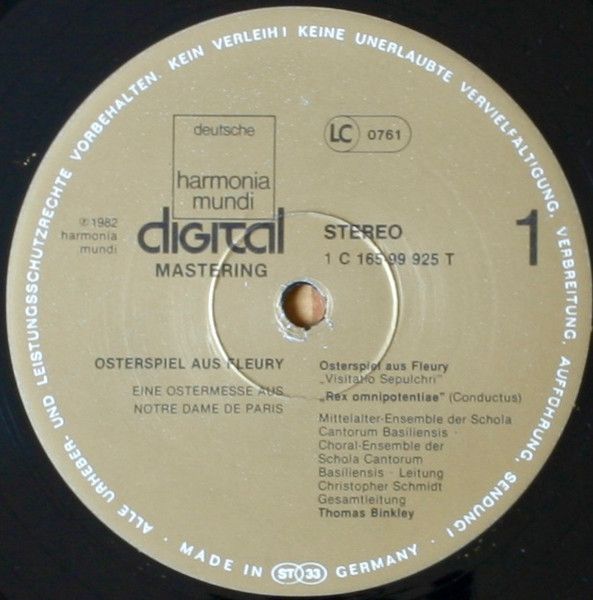 ALLE URHEBER- UND LEISTUNGSSCHUTZRECHTE VORBEHALTEN. KEIN VERLEIH! KEINE UNERLAUBTE VERVIELFÄLTIGUNG, VERBREITUNG, AUFFÜHRUNG, SENDUNG!
deutsche
harmonia
mundi
LC 0761
℗ 1982
harmonia
mundi
digital
MASTERING
STEREO
1 C 165 99 925 T
1
OSTERSPIEL AUS FLEURY
EINE OSTERMESSE AUS
NOTRE DAME DE PARIS
Osterspiel aus Fleury
„Visitatio Sepulchri"
„Rex omnipotentiae" (Conductus)
Mittelalter-Ensemble der Schola
Cantorum Basiliensis ·
Choral-Ensemble der
Schola Cantorum
Basiliensis · Leitung
Christopher Schmidt
Gesamtleitung
Thomas Binkley
· MADE IN ST 33 GERMANY ·